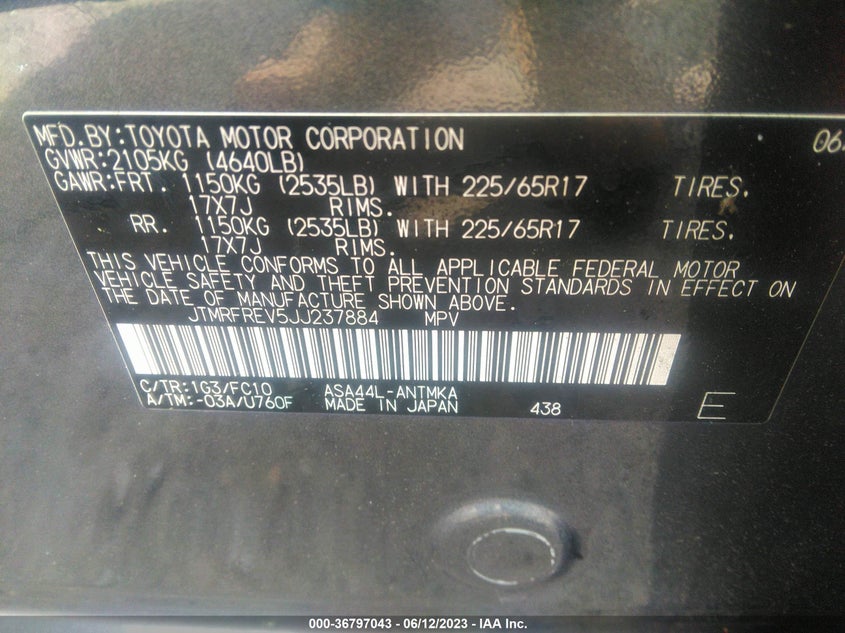 MFD.BY:TOYOTA MOTOR CORPORATION 06
GVWR:2105KG (4640LB)
GAWR:FRT. 1150KG (2535LB) WITH 225/65R17 TIRES.
17X7J RIMS.
RR. 1150KG (2535LB) WITH 225/65R17 TIRES.
17X7J RIMS.
THIS VEHICLE CONFORMS TO ALL APPLICABLE FEDERAL MOTOR
VEHICLE SAFETY AND THEFT PREVENTION STANDARDS IN EFFECT ON
THE DATE OF MANUFACTURE SHOWN ABOVE.
JTMRFREV5JJ237884 MPV
C/TR:1G3/FC10 ASA44L-ANTMKA
A/TM:-03A/U760F MADE IN JAPAN 438 E
000-36797043 - 06/12/2023 - IAA Inc.